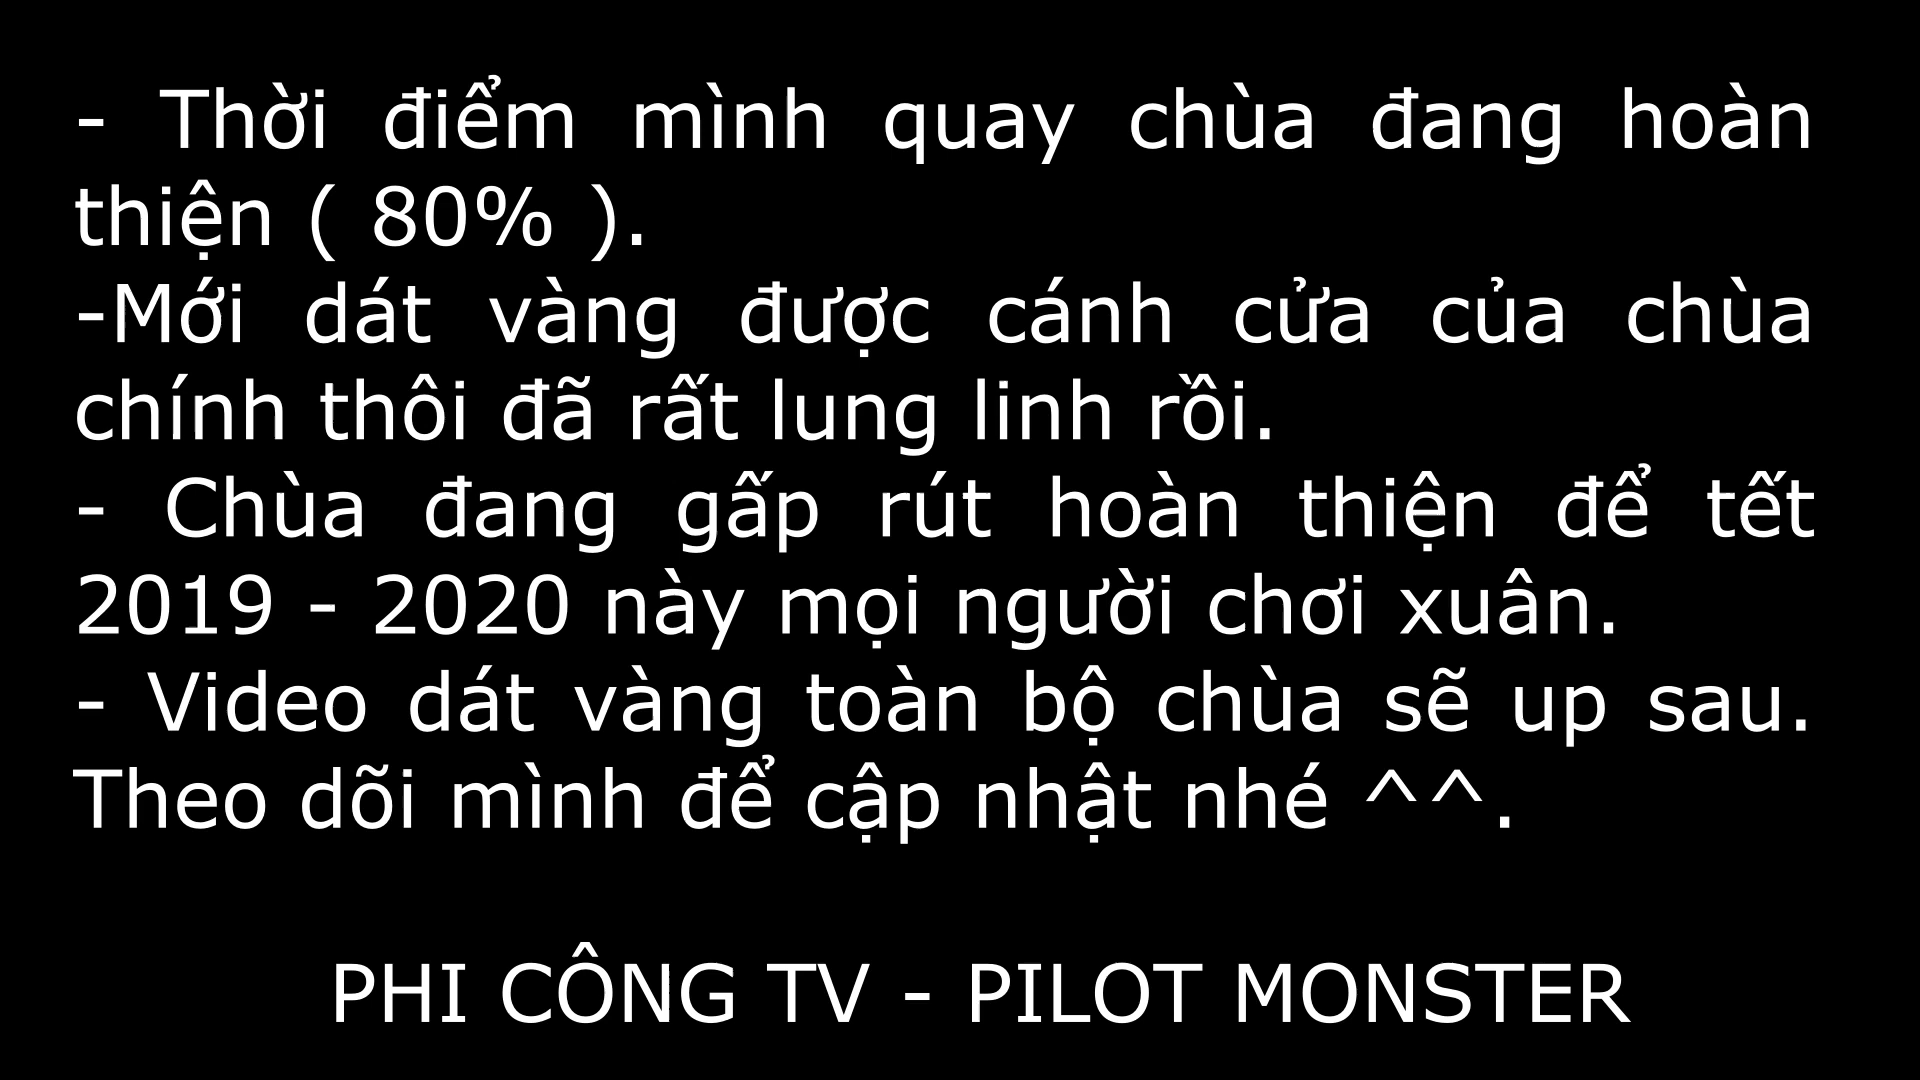 - Thời điểm mình quay chùa đang hoàn
thiện ( 80% ).
-Mới dát vàng được cánh cửa của chùa
chính thôi đã rất lung linh rồi.
- Chùa đang gấp rút hoàn thiện để tết
2019 - 2020 này mọi người chơi xuân.
- Video dát vàng toàn bộ chùa sẽ up sau.
Theo dõi mình để cập nhật nhé ^^.
PHI CÔNG TV - PILOT MONSTER